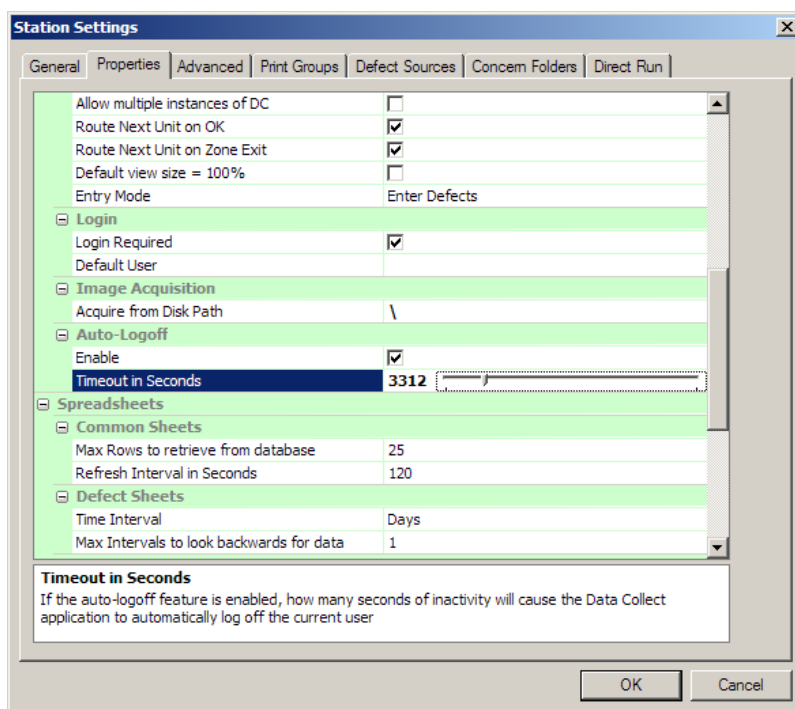 Station Settings
General Properties Advanced Print Groups Defect Sources Concern Folders Direct Run
Allow multiple instances of DC
Route Next Unit on OK
Route Next Unit on Zone Exit
Default view size = 100%
Entry Mode Enter Defects
Login
Login Required
Default User
Image Acquisition
Acquire from Disk Path \
Auto-Logoff
Enable
Timeout in Seconds 3312
Spreadsheets
Common Sheets
Max Rows to retrieve from database 25
Refresh Interval in Seconds 120
Defect Sheets
Time Interval Days
Max Intervals to look backwards for data 1
Timeout in Seconds
If the auto-logoff feature is enabled, how many seconds of inactivity will cause the Data Collect
application to automatically log off the current user
OK Cancel